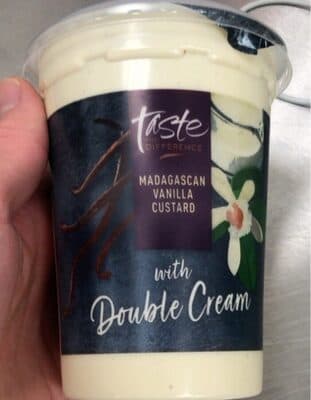 taste
DIFFERENCE
MADAGASCAN
VANILLA
CUSTARD
with
Double Cream